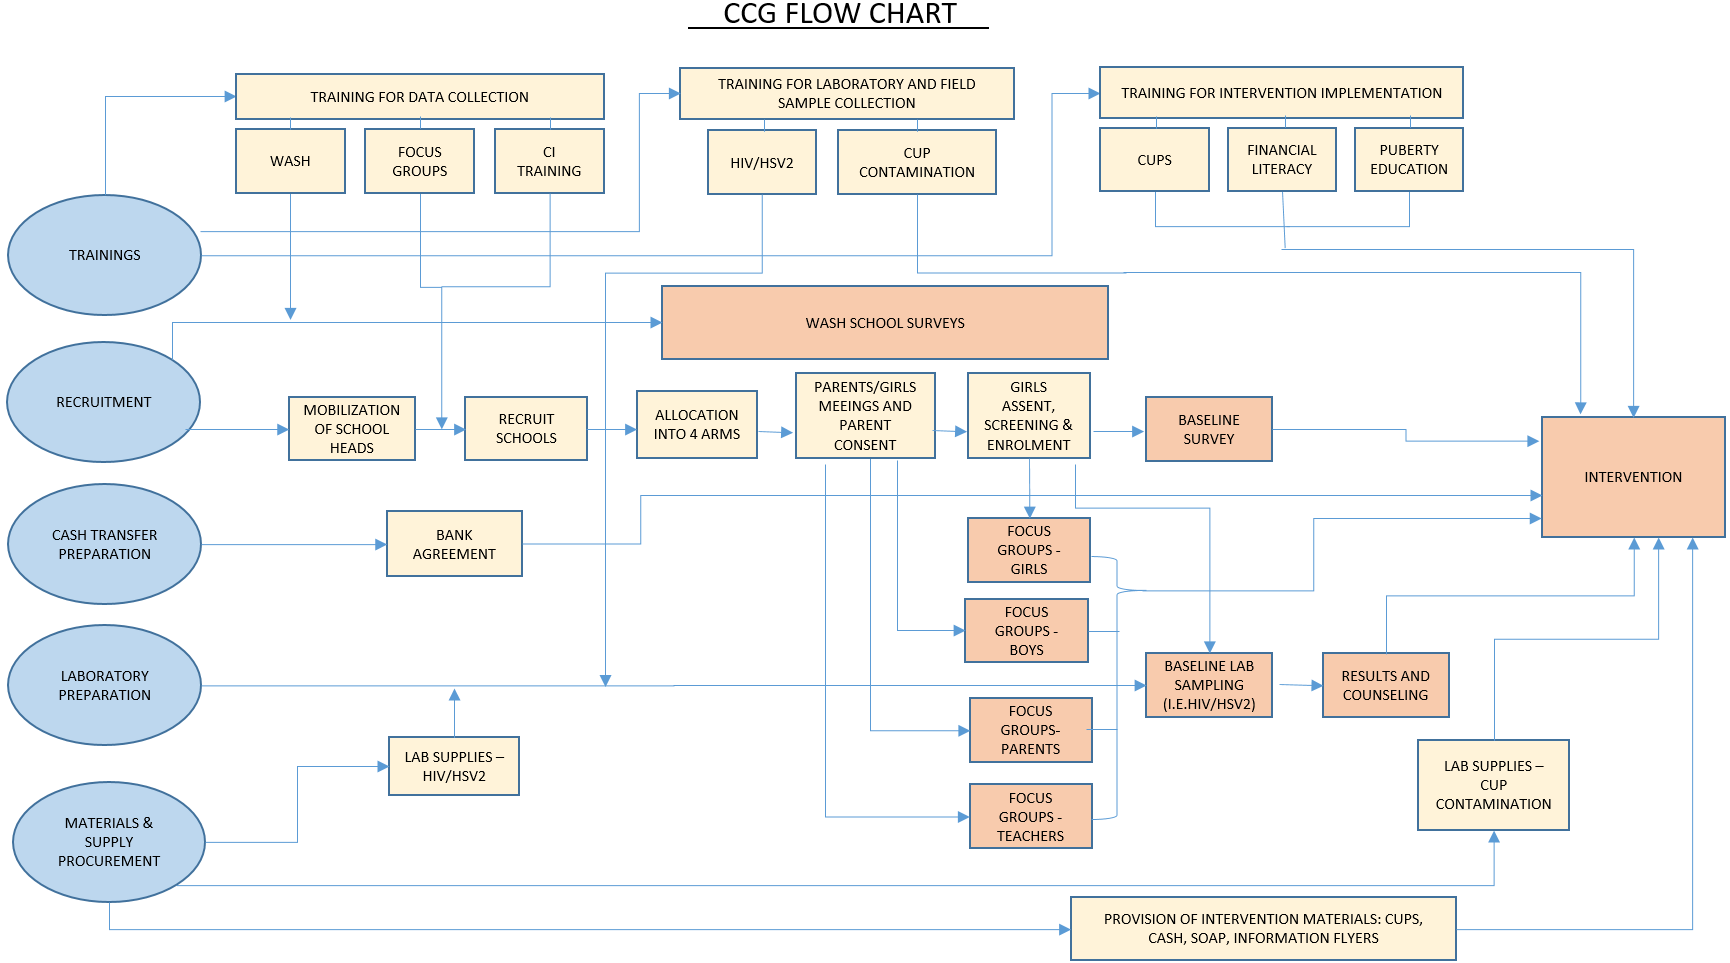 CCG FLOW CHART
TRAINING FOR DATA COLLECTION
TRAINING FOR LABORATORY AND FIELD
SAMPLE COLLECTION
TRAINING FOR INTERVENTION IMPLEMENTATION
WASH
FOCUS
GROUPS
CI
TRAINING
HIV/HSV2
CUP
CONTAMINATION
CUPS
FINANCIAL
LITERACY
PUBERTY
EDUCATION
TRAININGS
WASH SCHOOL SURVEYS
RECRUITMENT
MOBILIZATION
OF SCHOOL
HEADS
RECRUIT
SCHOOLS
ALLOCATION
INTO 4 ARMS
PARENTS/GIRLS
MEEINGS AND
PARENT
CONSENT
GIRLS
ASSENT,
SCREENING &
ENROLMENT
BASELINE
SURVEY
INTERVENTION
CASH TRANSFER
PREPARATION
BANK
AGREEMENT
FOCUS
GROUPS -
GIRLS
FOCUS
GROUPS -
BOYS
LABORATORY
PREPARATION
BASELINE LAB
SAMPLING
(I.E.HIV/HSV2)
RESULTS AND
COUNSELING
FOCUS
GROUPS-
PARENTS
LAB SUPPLIES –
HIV/HSV2
LAB SUPPLIES –
CUP
CONTAMINATION
FOCUS
GROUPS -
TEACHERS
MATERIALS &
SUPPLY
PROCUREMENT
PROVISION OF INTERVENTION MATERIALS: CUPS,
CASH, SOAP, INFORMATION FLYERS